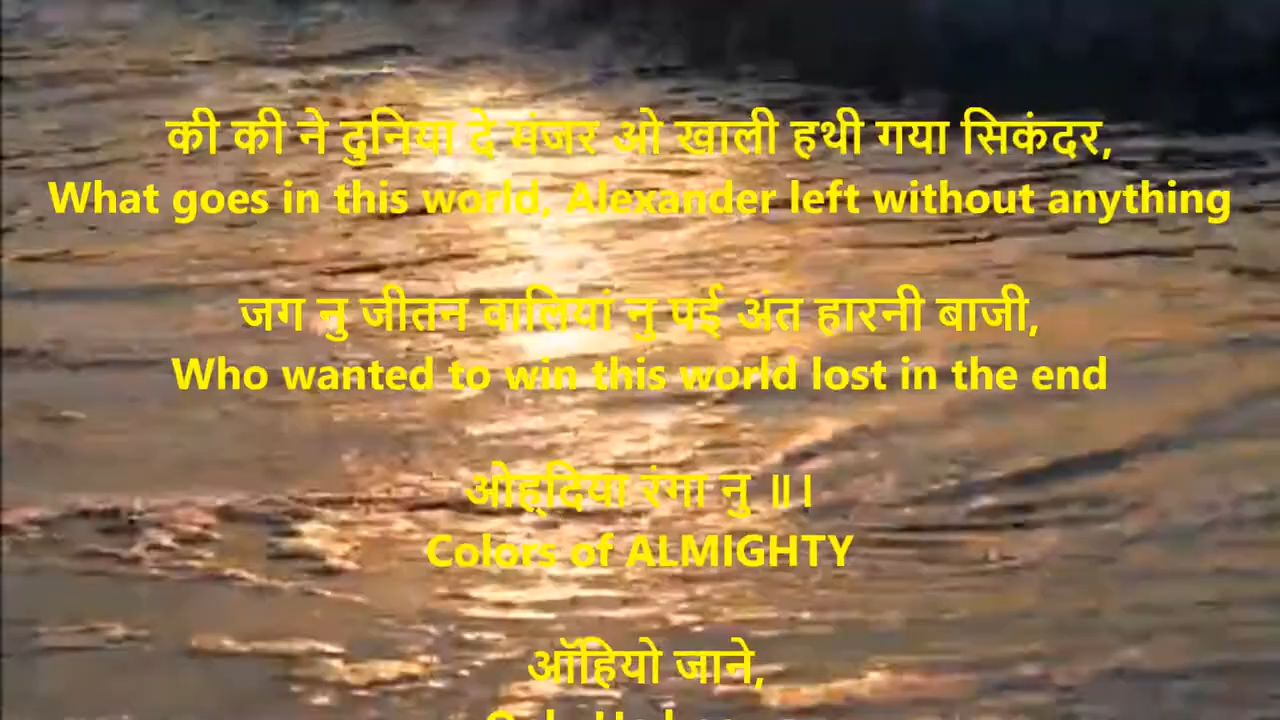 की की ने दुनिया दे मंजर ओ खाली हथी गया सिकंदर,
What goes in this world, Alexander left without anything
जग नु जीतन वालियां नु पई अंत हारनी बाजी,
Who wanted to win this world lost in the end
ओह्दिया रंगा नु ॥।
Colors of ALMIGHTY
ऑहियो जाने,